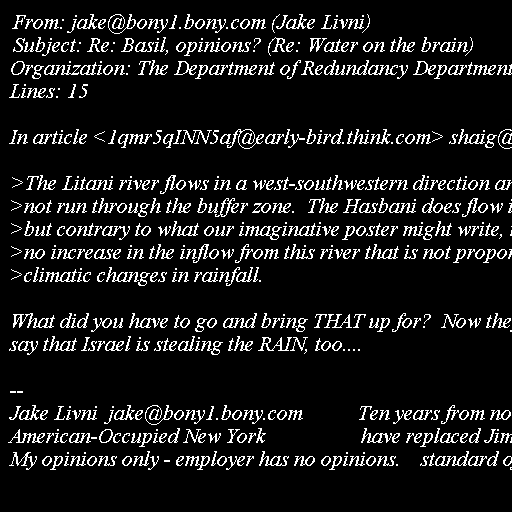 From: jake@bony1.bony.com (Jake Livni)
Subject: Re: Basil, opinions? (Re: Water on the brain)
Organization: The Department of Redundancy Department
Lines: 15

In article <1qmr5qINN5af@early-bird.think.com> shaig@

>The Litani river flows in a west-southwestern direction an
>not run through the buffer zone.  The Hasbani does flow i
>but contrary to what our imaginative poster might write, 
>no increase in the inflow from this river that is not propor
>climatic changes in rainfall.

What did you have to go and bring THAT up for?  Now they
say that Israel is stealing the RAIN, too....

--
Jake Livni  jake@bony1.bony.com           Ten years from no
American-Occupied New York                   have replaced Jim
My opinions only - employer has no opinions.    standard o